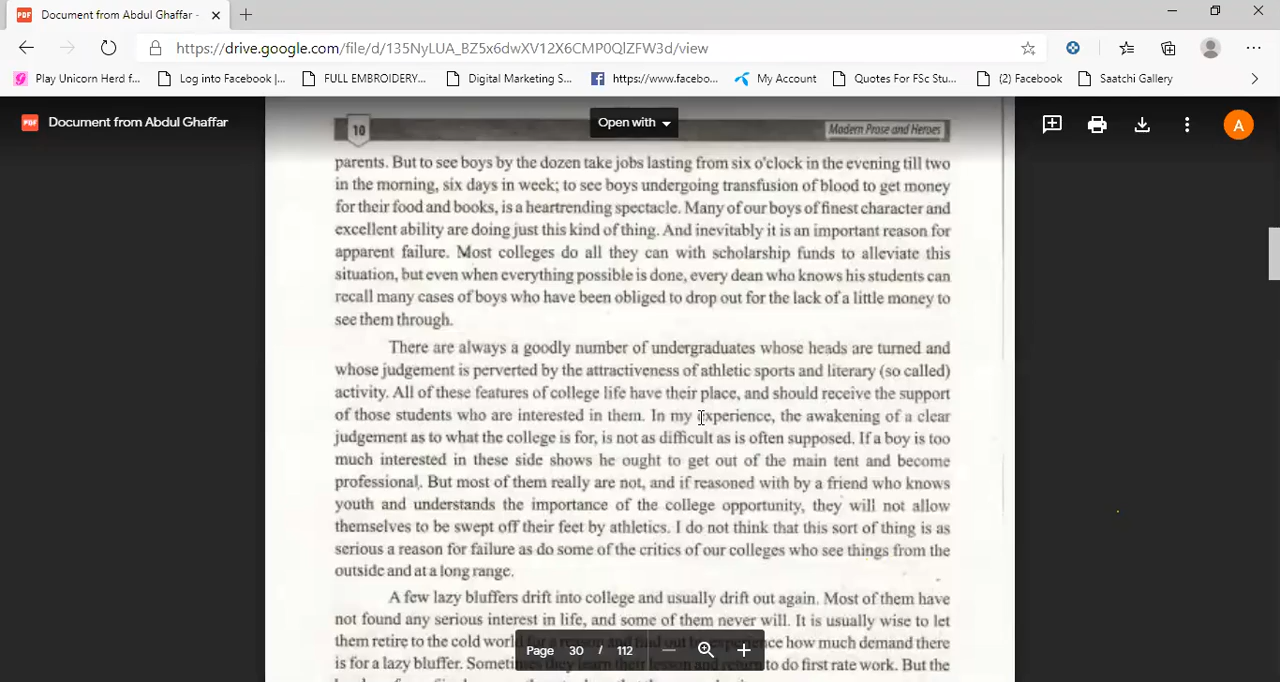 Document from Abdul Ghaffar -
https://drive.google.com/file/d/135NyLUA_BZ5x6dwXV12X6CMP0QlZFW3d/view
Play Unicorn Herd f... Log into Facebook |... FULL EMBROIDERY... Digital Marketing S... https://www.facebo... My Account Quotes For FSc Stu... (2) Facebook Saatchi Gallery
PDF Document from Abdul Ghaffar
Open with
A
10 Modern Prose and Heroes
parents. But to see boys by the dozen take jobs lasting from six o'clock in the evening till two
in the morning, six days in week; to see boys undergoing transfusion of blood to get money
for their food and books, is a heartrending spectacle. Many of our boys of finest character and
excellent ability are doing just this kind of thing. And inevitably it is an important reason for
apparent failure. Most colleges do all they can with scholarship funds to alleviate this
situation, but even when everything possible is done, every dean who knows his students can
recall many cases of boys who have been obliged to drop out for the lack of a little money to
see them through.
There are always a goodly number of undergraduates whose heads are turned and
whose judgement is perverted by the attractiveness of athletic sports and literary (so called)
activity. All of these features of college life have their place, and should receive the support
of those students who are interested in them. In my experience, the awakening of a clear
judgement as to what the college is for, is not as difficult as is often supposed. If a boy is too
much interested in these side shows he ought to get out of the main tent and become
professional. But most of them really are not, and if reasoned with by a friend who knows
youth and understands the importance of the college opportunity, they will not allow
themselves to be swept off their feet by athletics. I do not think that this sort of thing is as
serious a reason for failure as do some of the critics of our colleges who see things from the
outside and at a long range.
A few lazy bluffers drift into college and usually drift out again. Most of them have
not found any serious interest in life, and some of them never will. It is usually wise to let
them retire to the cold world for a reason and find out by experience how much demand there
is for a lazy bluffer. Sometimes they learn their lesson and return to do first rate work. But the
Page 30 / 112